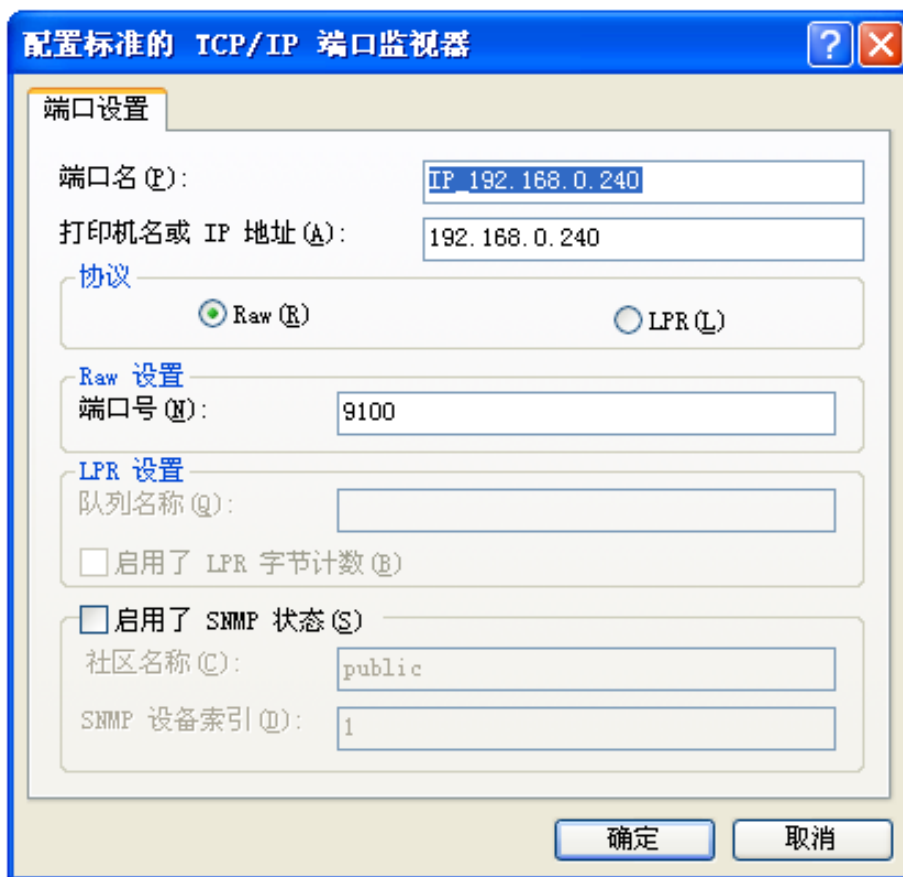 配置标准的 TCP/IP 端口监视器
端口设置
端口名(P): IP_192.168.0.240
打印机名或 IP 地址(A): 192.168.0.240
协议
Raw(R) LPR(L)
Raw 设置
端口号(N): 9100
LPR 设置
队列名称(Q):
启用了 LPR 字节计数(B)
启用了 SNMP 状态(S)
社区名称(C): public
SNMP 设备索引(D): 1
确定 取消